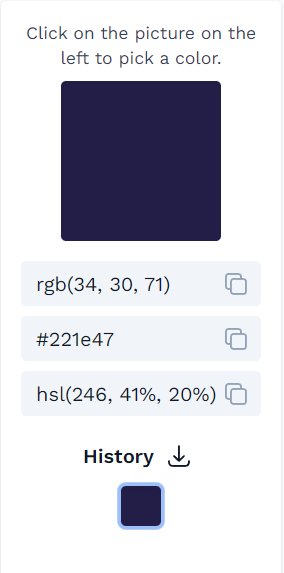 Click on the picture on the
left to pick a color.
rgb(34, 30, 71)
#221e47
hsl(246, 41%, 20%)
History